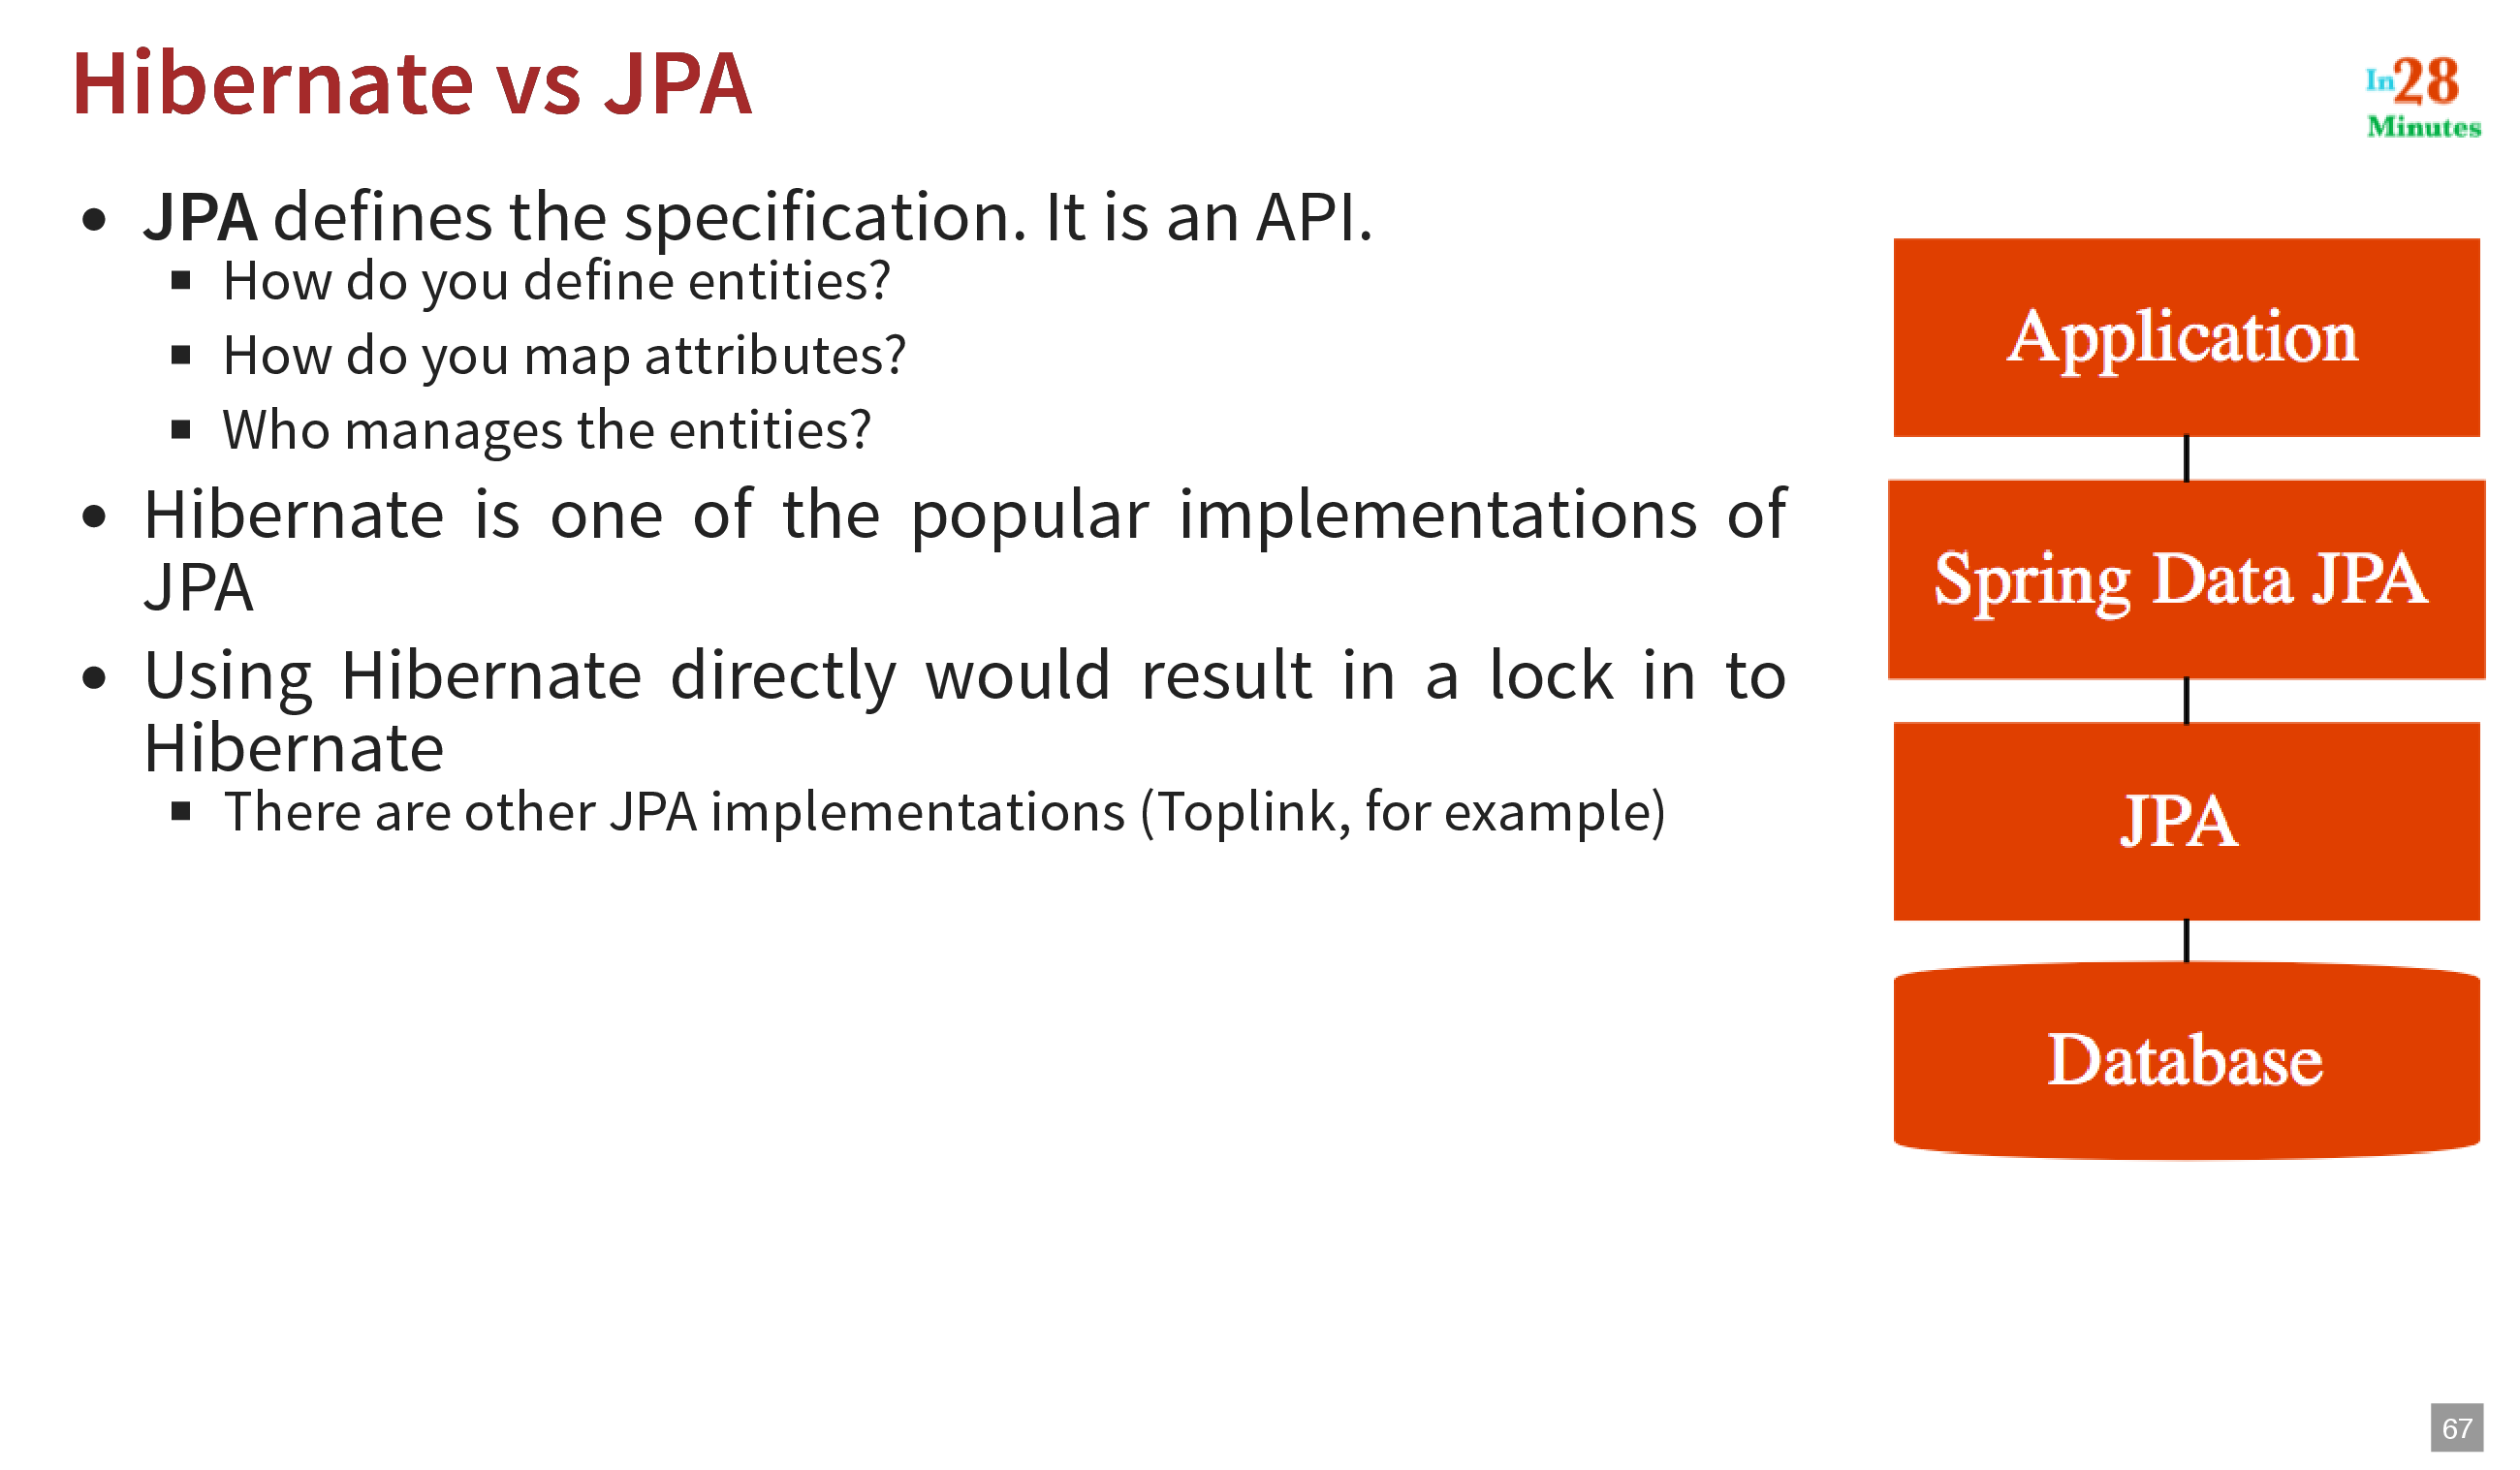 Hibernate vs JPA
In28
Minutes
• JPA defines the specification. It is an API.
▪ How do you define entities?
▪ How do you map attributes?
▪ Who manages the entities?
• Hibernate is one of the popular implementations of
JPA
• Using Hibernate directly would result in a lock in to
Hibernate
▪ There are other JPA implementations (Toplink, for example)
Application
Spring Data JPA
JPA
Database
67